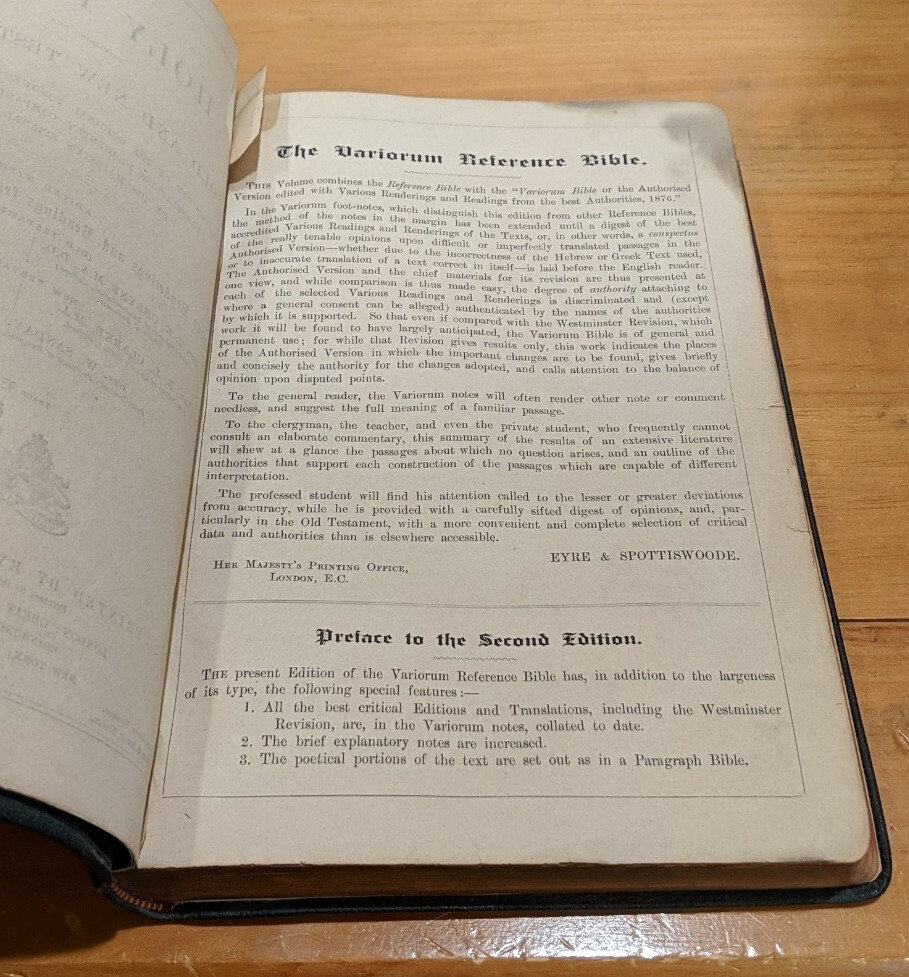 The Variorum Reference Bible.
THIS Volume combines the Reference Bible with the "Variorum Bible or the Authorised
Version edited with Various Renderings and Readings from the best Authorities, 1876."
In the Variorum foot-notes, which distinguish this edition from other Reference Bibles,
the method of the notes in the margin has been extended until a digest of the best
accredited Various Readings and Renderings of the Texts, or, in other words, a conspectus
of the really tenable opinions upon difficult or imperfectly translated passages in the
Authorised Version—whether due to the incorrectness of the Hebrew or Greek Text used,
or to inaccurate translation of a text correct in itself—is laid before the English reader.
The Authorised Version and the chief materials for its revision are thus presented at
one view, and while comparison is thus made easy, the degree of authority attaching to
each of the selected Various Readings and Renderings is discriminated and (except
where a general consent can be alleged) authenticated by the names of the authorities
by which it is supported. So that even if compared with the Westminster Revision, which
work it will be found to have largely anticipated, the Variorum Bible is of general and
permanent use; for while that Revision gives results only, this work indicates the places
of the Authorised Version in which the important changes are to be found, gives briefly
and concisely the authority for the changes adopted, and calls attention to the balance of
opinion upon disputed points.
To the general reader, the Variorum notes will often render other note or comment
needless, and suggest the full meaning of a familiar passage.
To the clergyman, the teacher, and even the private student, who frequently cannot
consult an elaborate commentary, this summary of the results of an extensive literature
will shew at a glance the passages about which no question arises, and an outline of the
authorities that support each construction of the passages which are capable of different
interpretation.
The professed student will find his attention called to the lesser or greater deviations
from accuracy, while he is provided with a carefully sifted digest of opinions, and, par-
ticularly in the Old Testament, with a more convenient and complete selection of critical
data and authorities than is elsewhere accessible.
EYRE & SPOTTISWOODE.
HER MAJESTY'S PRINTING OFFICE,
LONDON, E.C.
Preface to the Second Edition.
THE present Edition of the Variorum Reference Bible has, in addition to the largeness
of its type, the following special features:—
1. All the best critical Editions and Translations, including the Westminster
Revision, are, in the Variorum notes, collated to date.
2. The brief explanatory notes are increased.
3. The poetical portions of the text are set out as in a Paragraph Bible.